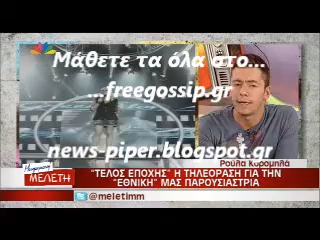 Μάθετε τα όλα στο...
...freegossip.gr
news-piper.blogspot.gr
Ρούλα Κορομηλά
ΜΕΛΕΤΗ
"ΤΕΛΟΣ ΕΠΟΧΗΣ" Η ΤΗΛΕΟΡΑΣΗ ΓΙΑ ΤΗΝ
"ΕΘΝΙΚΗ" ΜΑΣ ΠΑΡΟΥΣΙΑΣΤΡΙΑ
@meletimm